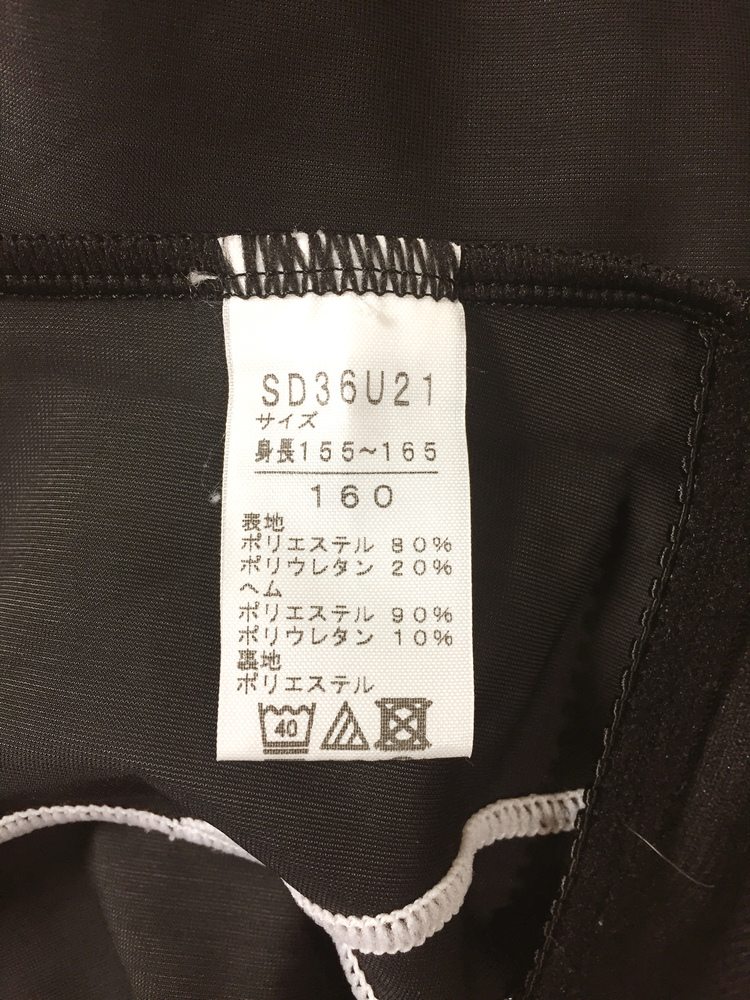 SD36U21
サイズ
身長155~165
160
表地
ポリエステル 80%
ポリウレタン 20%
ヘム
ポリエステル 90%
ポリウレタン 10%
裏地
ポリエステル
40